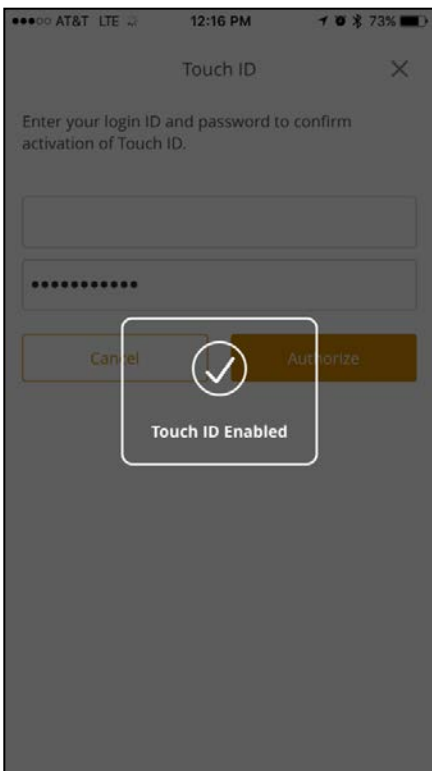 AT&T LTE 12:16 PM 73%
Touch ID
Enter your login ID and password to confirm
activation of Touch ID.
•••••••••••
Cancel Authorize
Touch ID Enabled